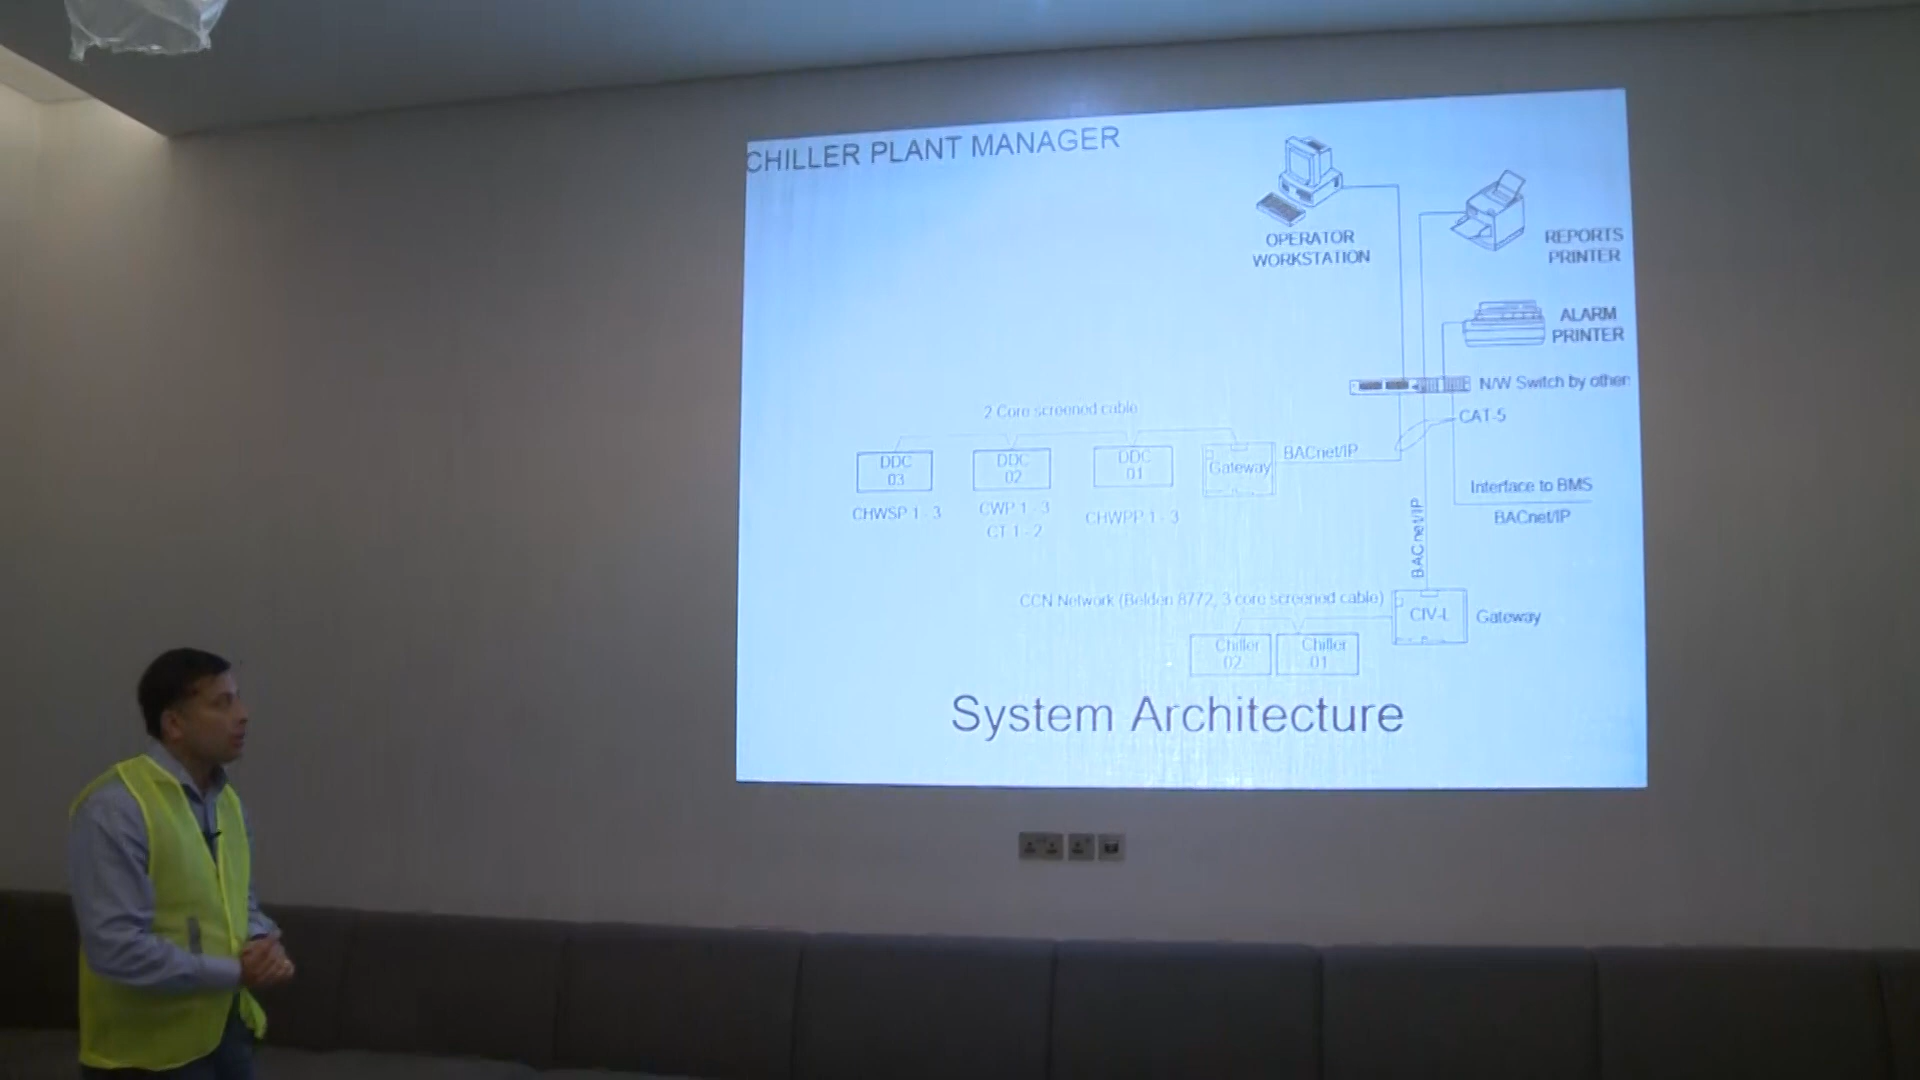 CHILLER PLANT MANAGER
OPERATOR
WORKSTATION
REPORTS
PRINTER
ALARM
PRINTER
N/W Switch by other
CAT-5
2 Core screened cable
DDC
03
DDC
02
DDC
01
Gateway
BACnet/IP
CHWSP 1 - 3
CWP 1 - 3
CT 1 - 2
CHWPP 1 - 3
Interface to BMS
BACnet/IP
BACnet/IP
CCN Network (Belden 8772, 3 core screened cable)
CIV-L
Gateway
Chiller
02
Chiller
01
System Architecture